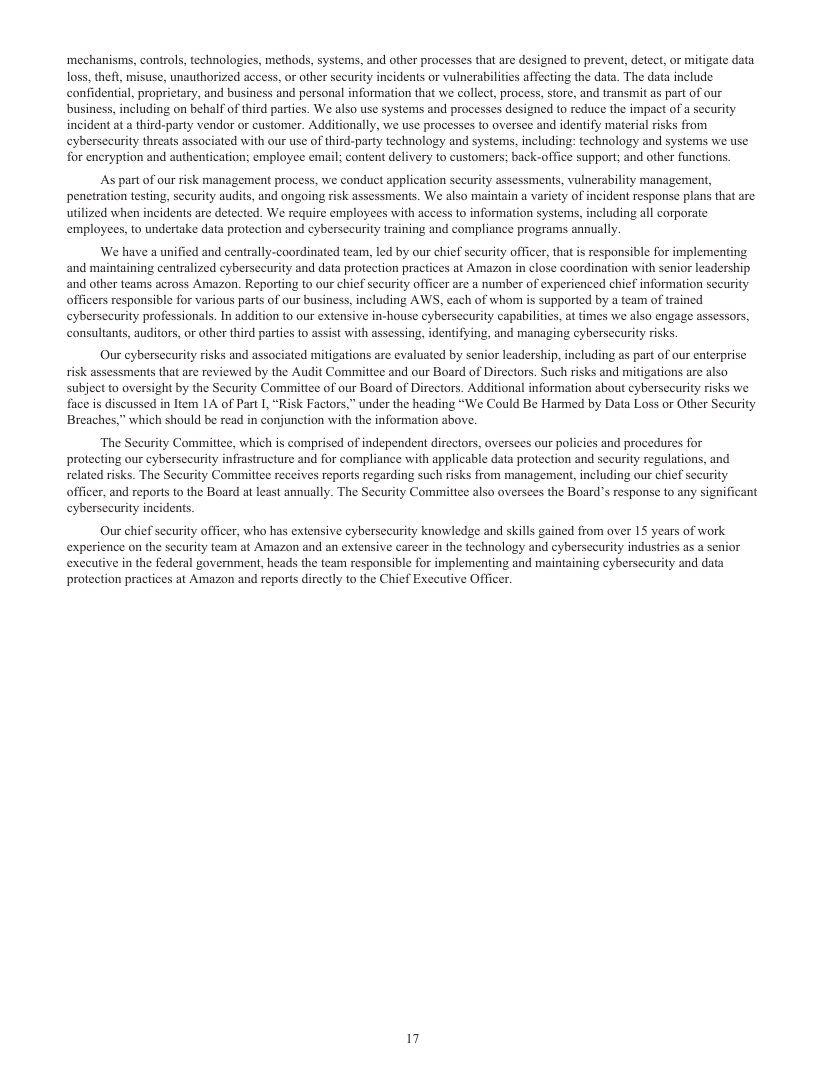 mechanisms, controls, technologies, methods, systems, and other processes that are designed to prevent, detect, or mitigate data
loss, theft, misuse, unauthorized access, or other security incidents or vulnerabilities affecting the data. The data include
confidential, proprietary, and business and personal information that we collect, process, store, and transmit as part of our
business, including on behalf of third parties. We also use systems and processes designed to reduce the impact of a security
incident at a third-party vendor or customer. Additionally, we use processes to oversee and identify material risks from
cybersecurity threats associated with our use of third-party technology and systems, including: technology and systems we use
for encryption and authentication; employee email; content delivery to customers; back-office support; and other functions.
As part of our risk management process, we conduct application security assessments, vulnerability management,
penetration testing, security audits, and ongoing risk assessments. We also maintain a variety of incident response plans that are
utilized when incidents are detected. We require employees with access to information systems, including all corporate
employees, to undertake data protection and cybersecurity training and compliance programs annually.
We have a unified and centrally-coordinated team, led by our chief security officer, that is responsible for implementing
and maintaining centralized cybersecurity and data protection practices at Amazon in close coordination with senior leadership
and other teams across Amazon. Reporting to our chief security officer are a number of experienced chief information security
officers responsible for various parts of our business, including AWS, each of whom is supported by a team of trained
cybersecurity professionals. In addition to our extensive in-house cybersecurity capabilities, at times we also engage assessors,
consultants, auditors, or other third parties to assist with assessing, identifying, and managing cybersecurity risks.
Our cybersecurity risks and associated mitigations are evaluated by senior leadership, including as part of our enterprise
risk assessments that are reviewed by the Audit Committee and our Board of Directors. Such risks and mitigations are also
subject to oversight by the Security Committee of our Board of Directors. Additional information about cybersecurity risks we
face is discussed in Item 1A of Part I, “Risk Factors,” under the heading “We Could Be Harmed by Data Loss or Other Security
Breaches,” which should be read in conjunction with the information above.
The Security Committee, which is comprised of independent directors, oversees our policies and procedures for
protecting our cybersecurity infrastructure and for compliance with applicable data protection and security regulations, and
related risks. The Security Committee receives reports regarding such risks from management, including our chief security
officer, and reports to the Board at least annually. The Security Committee also oversees the Board’s response to any significant
cybersecurity incidents.
Our chief security officer, who has extensive cybersecurity knowledge and skills gained from over 15 years of work
experience on the security team at Amazon and an extensive career in the technology and cybersecurity industries as a senior
executive in the federal government, heads the team responsible for implementing and maintaining cybersecurity and data
protection practices at Amazon and reports directly to the Chief Executive Officer.
17